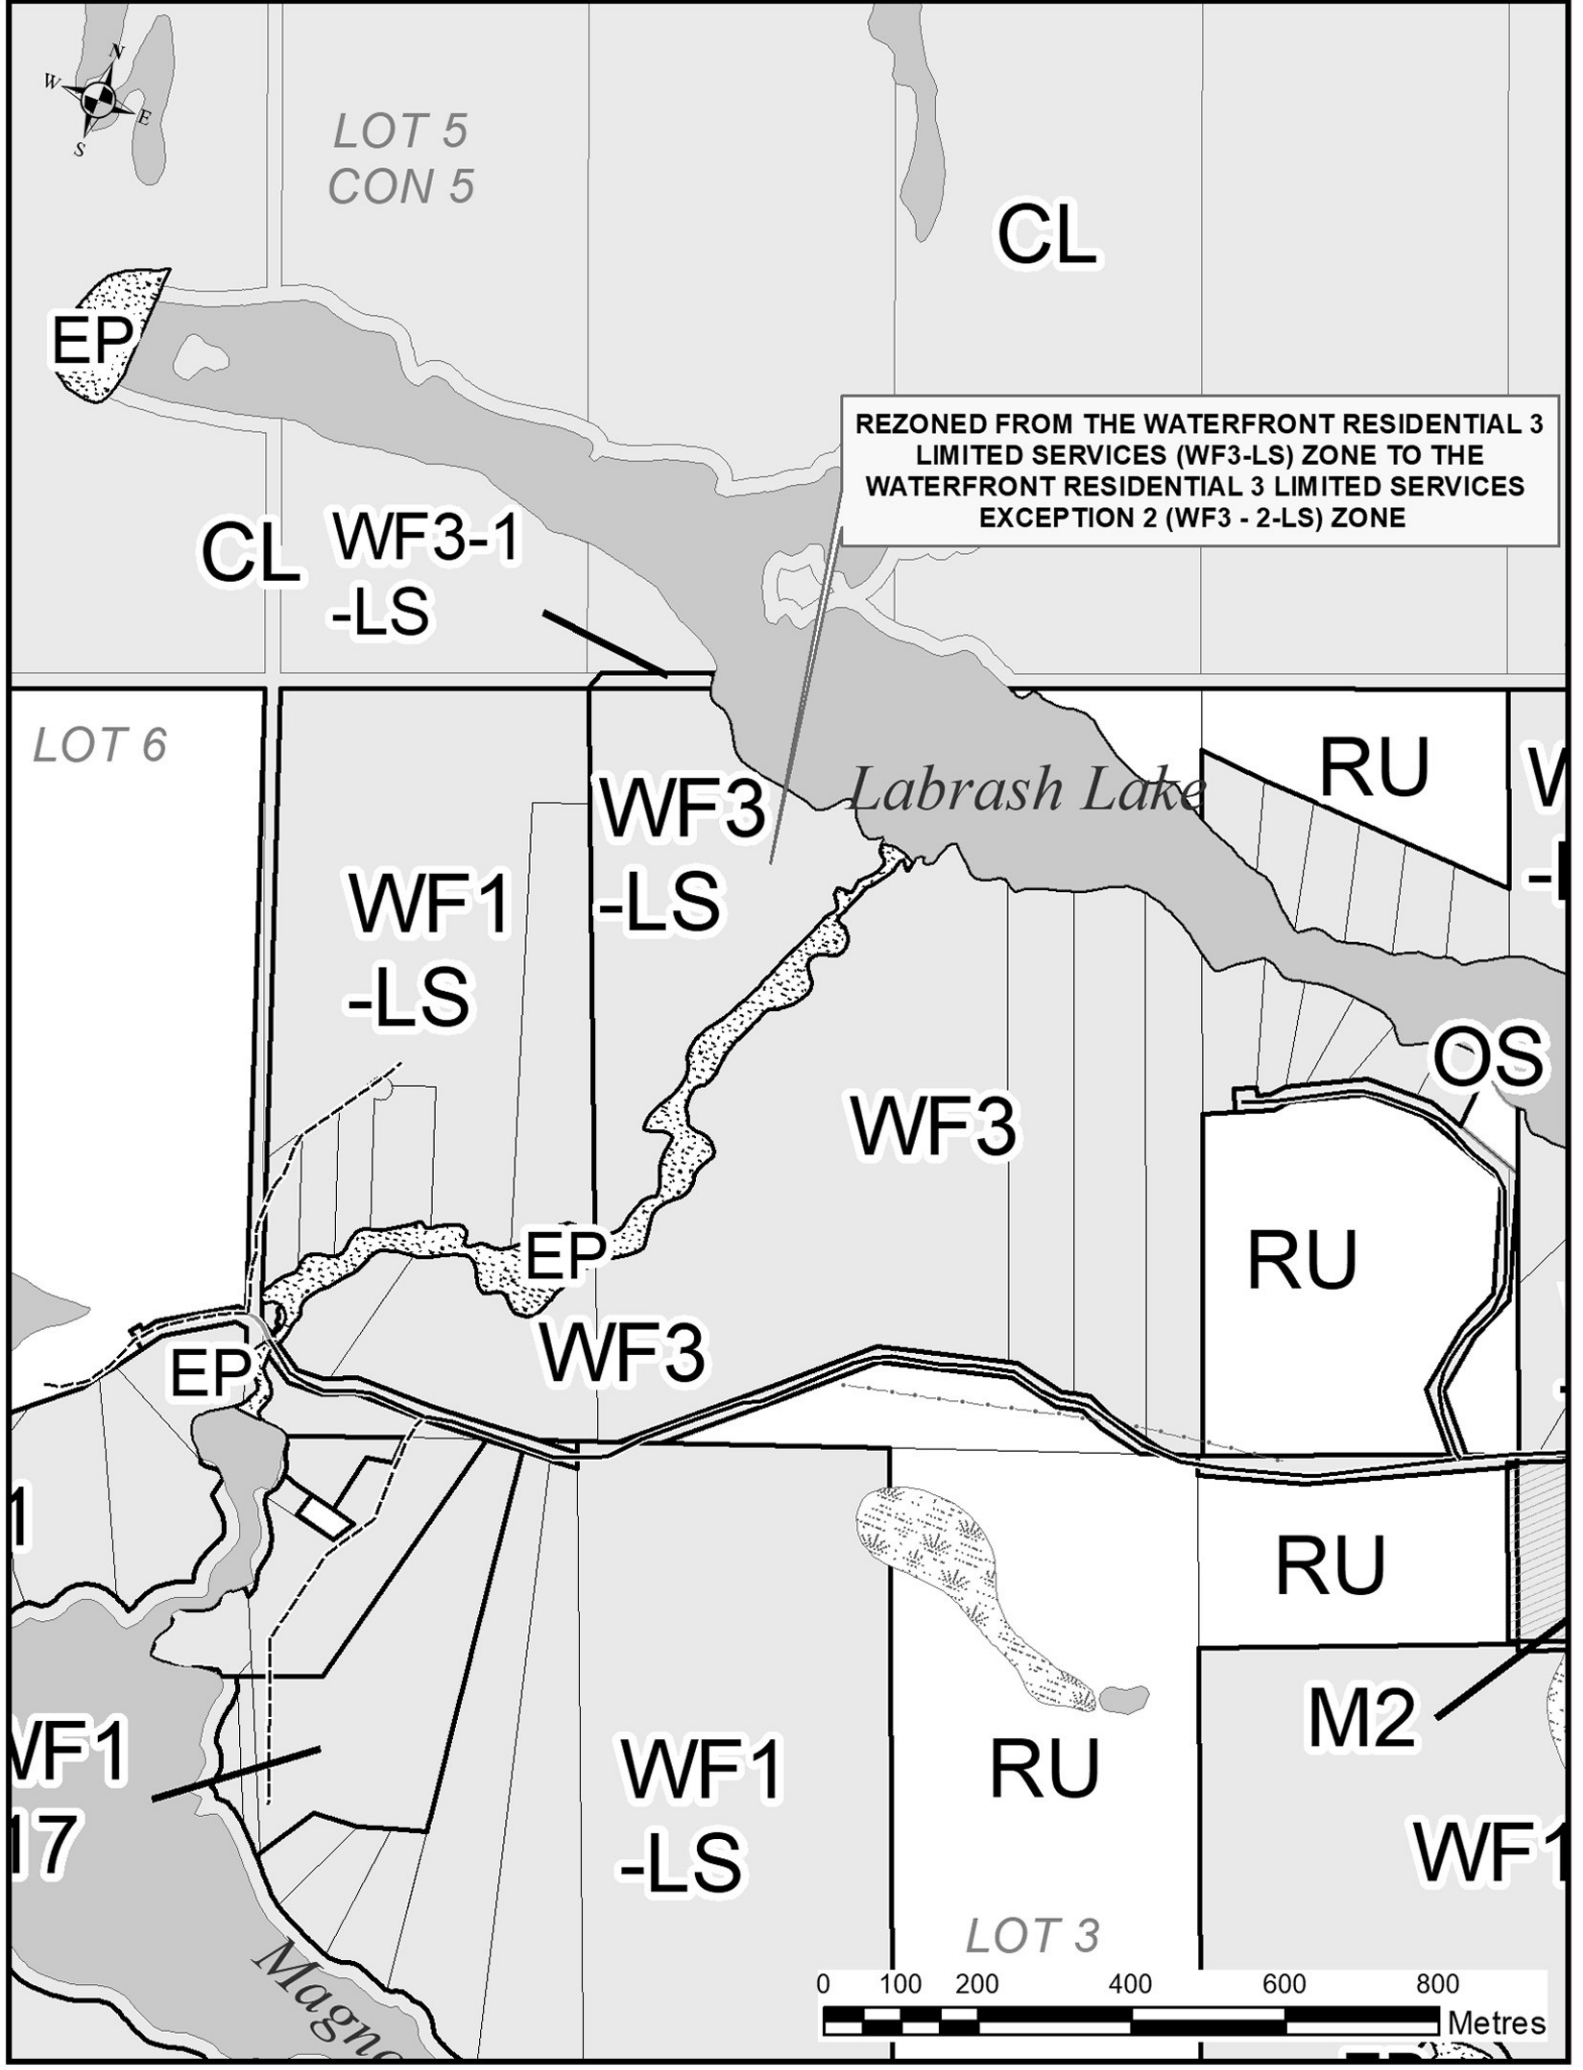 N
W
E
S
LOT 5
CON 5
CL
EP
REZONED FROM THE WATERFRONT RESIDENTIAL 3
LIMITED SERVICES (WF3-LS) ZONE TO THE
WATERFRONT RESIDENTIAL 3 LIMITED SERVICES
EXCEPTION 2 (WF3 - 2-LS) ZONE
CL
WF3-1
-LS
LOT 6
RU
Labrash Lake
WF3
-LS
WF1
-LS
OS
WF3
RU
EP
WF3
EP
1
RU
M2
WF1
17
WF1
-LS
RU
WF1
LOT 3
Magne
0 100 200 400 600 800
Metres
EP